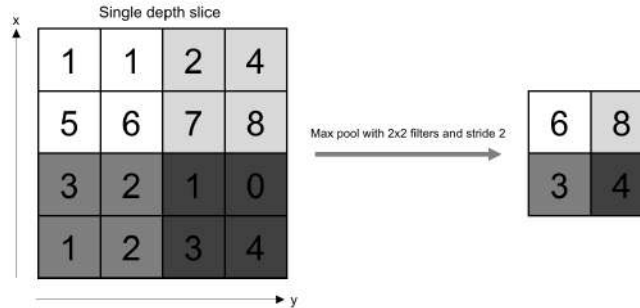 Single depth slice
x
1 1 2 4
5 6 7 8
3 2 1 0
1 2 3 4
y
Max pool with 2x2 filters and stride 2
6 8
3 4